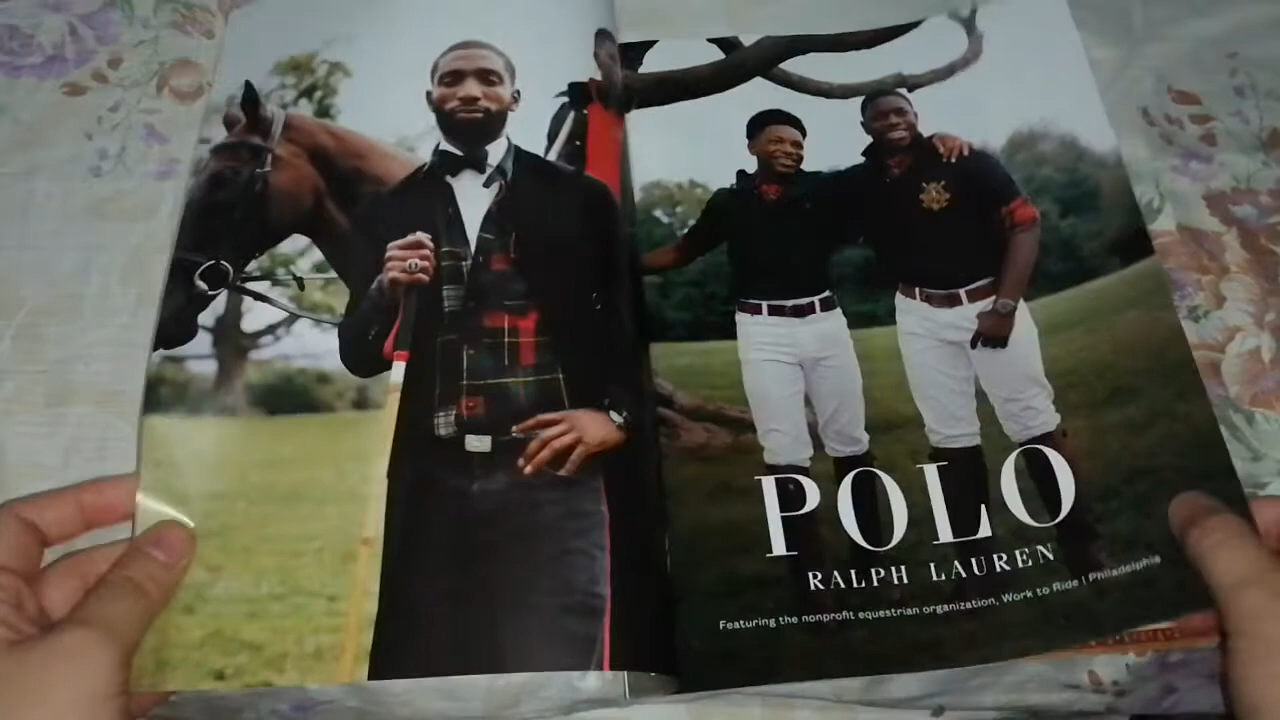 POLO
RALPH LAUREN
Featuring the nonprofit equestrian organization, Work to Ride | Philadelphia